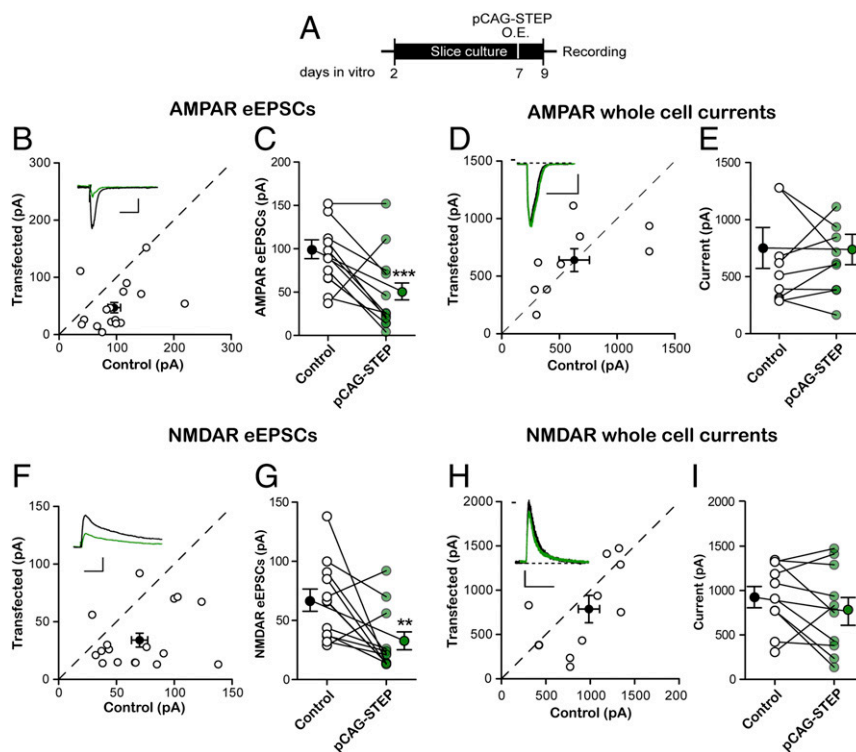 A
pCAG-STEP
O.E.
Slice culture
Recording
days in vitro
2
7
9
AMPAR eEPSCs
AMPAR whole cell currents
B
300
200
100
0
Transfected (pA)
0
100
200
300
Control (pA)
C
200
150
100
50
0
AMPAR eEPSCs (pA)
***
Control
pCAG-STEP
D
1500
1000
500
0
Transfected (pA)
0
500
1000
1500
Control (pA)
E
1500
1000
500
0
Current (pA)
Control
pCAG-STEP
NMDAR eEPSCs
NMDAR whole cell currents
F
150
100
50
0
Transfected (pA)
0
50
100
150
Control (pA)
G
150
100
50
0
NMDAR eEPSCs (pA)
**
Control
pCAG-STEP
H
2000
1500
1000
500
0
Transfected (pA)
0
500
1000
1500
200
Control (pA)
I
2000
1500
1000
500
0
Current (pA)
Control
pCAG-STEP